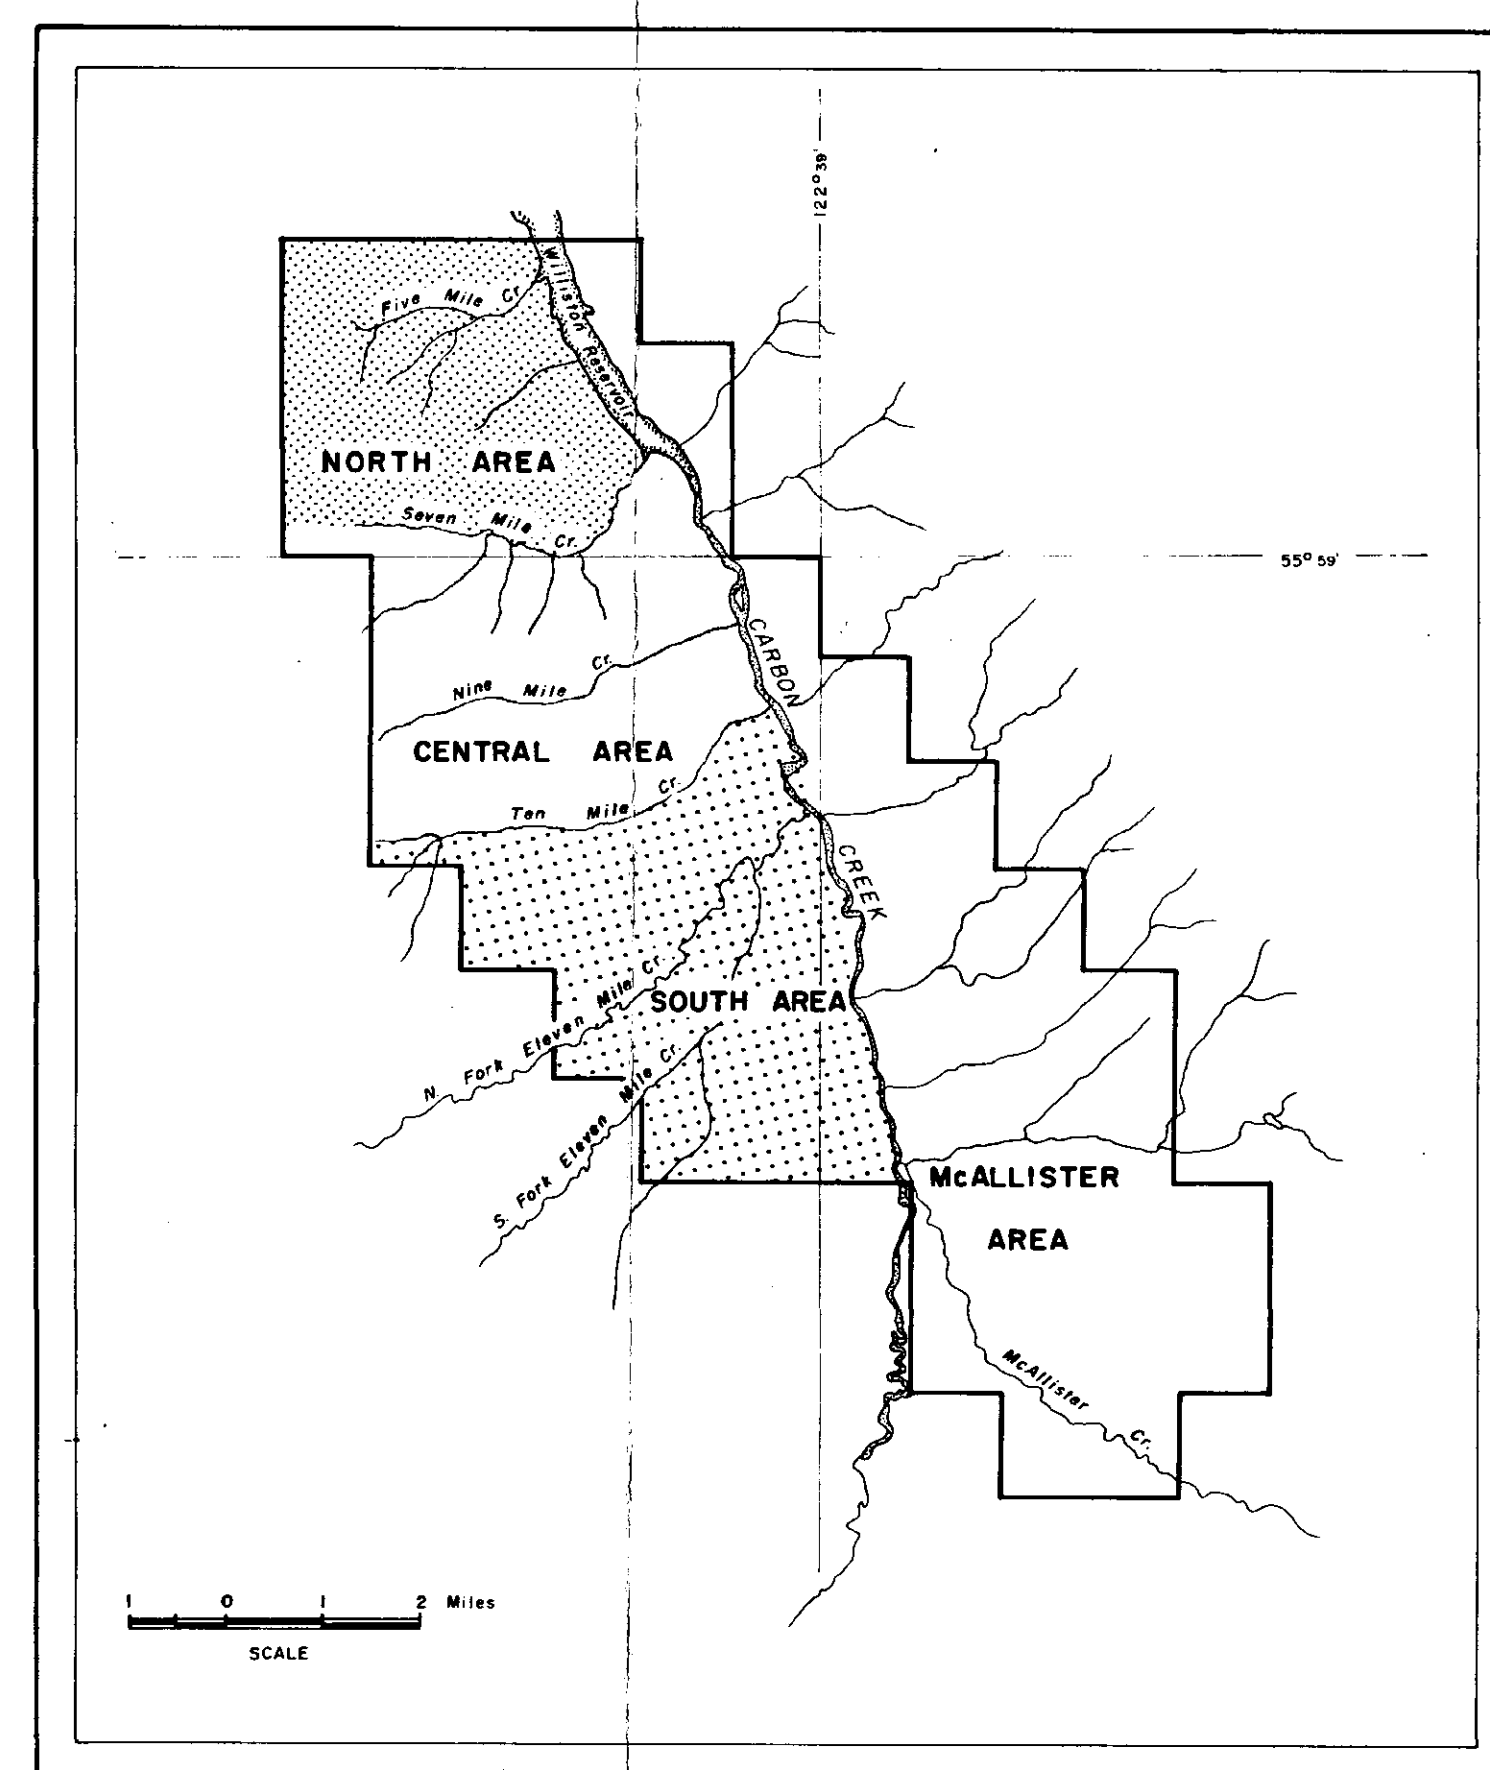 122° 39'
Williston Reservoir
Five Mile Cr.
NORTH AREA
Seven Mile Cr.
55° 59'
CARBON CREEK
Nine Mile Cr.
CENTRAL AREA
Ten Mile Cr.
N. Fork Eleven Mile Cr.
SOUTH AREA
S. Fork Eleven Mile Cr.
McALLISTER
AREA
McAllister Cr.
1 0 1 2 Miles
SCALE